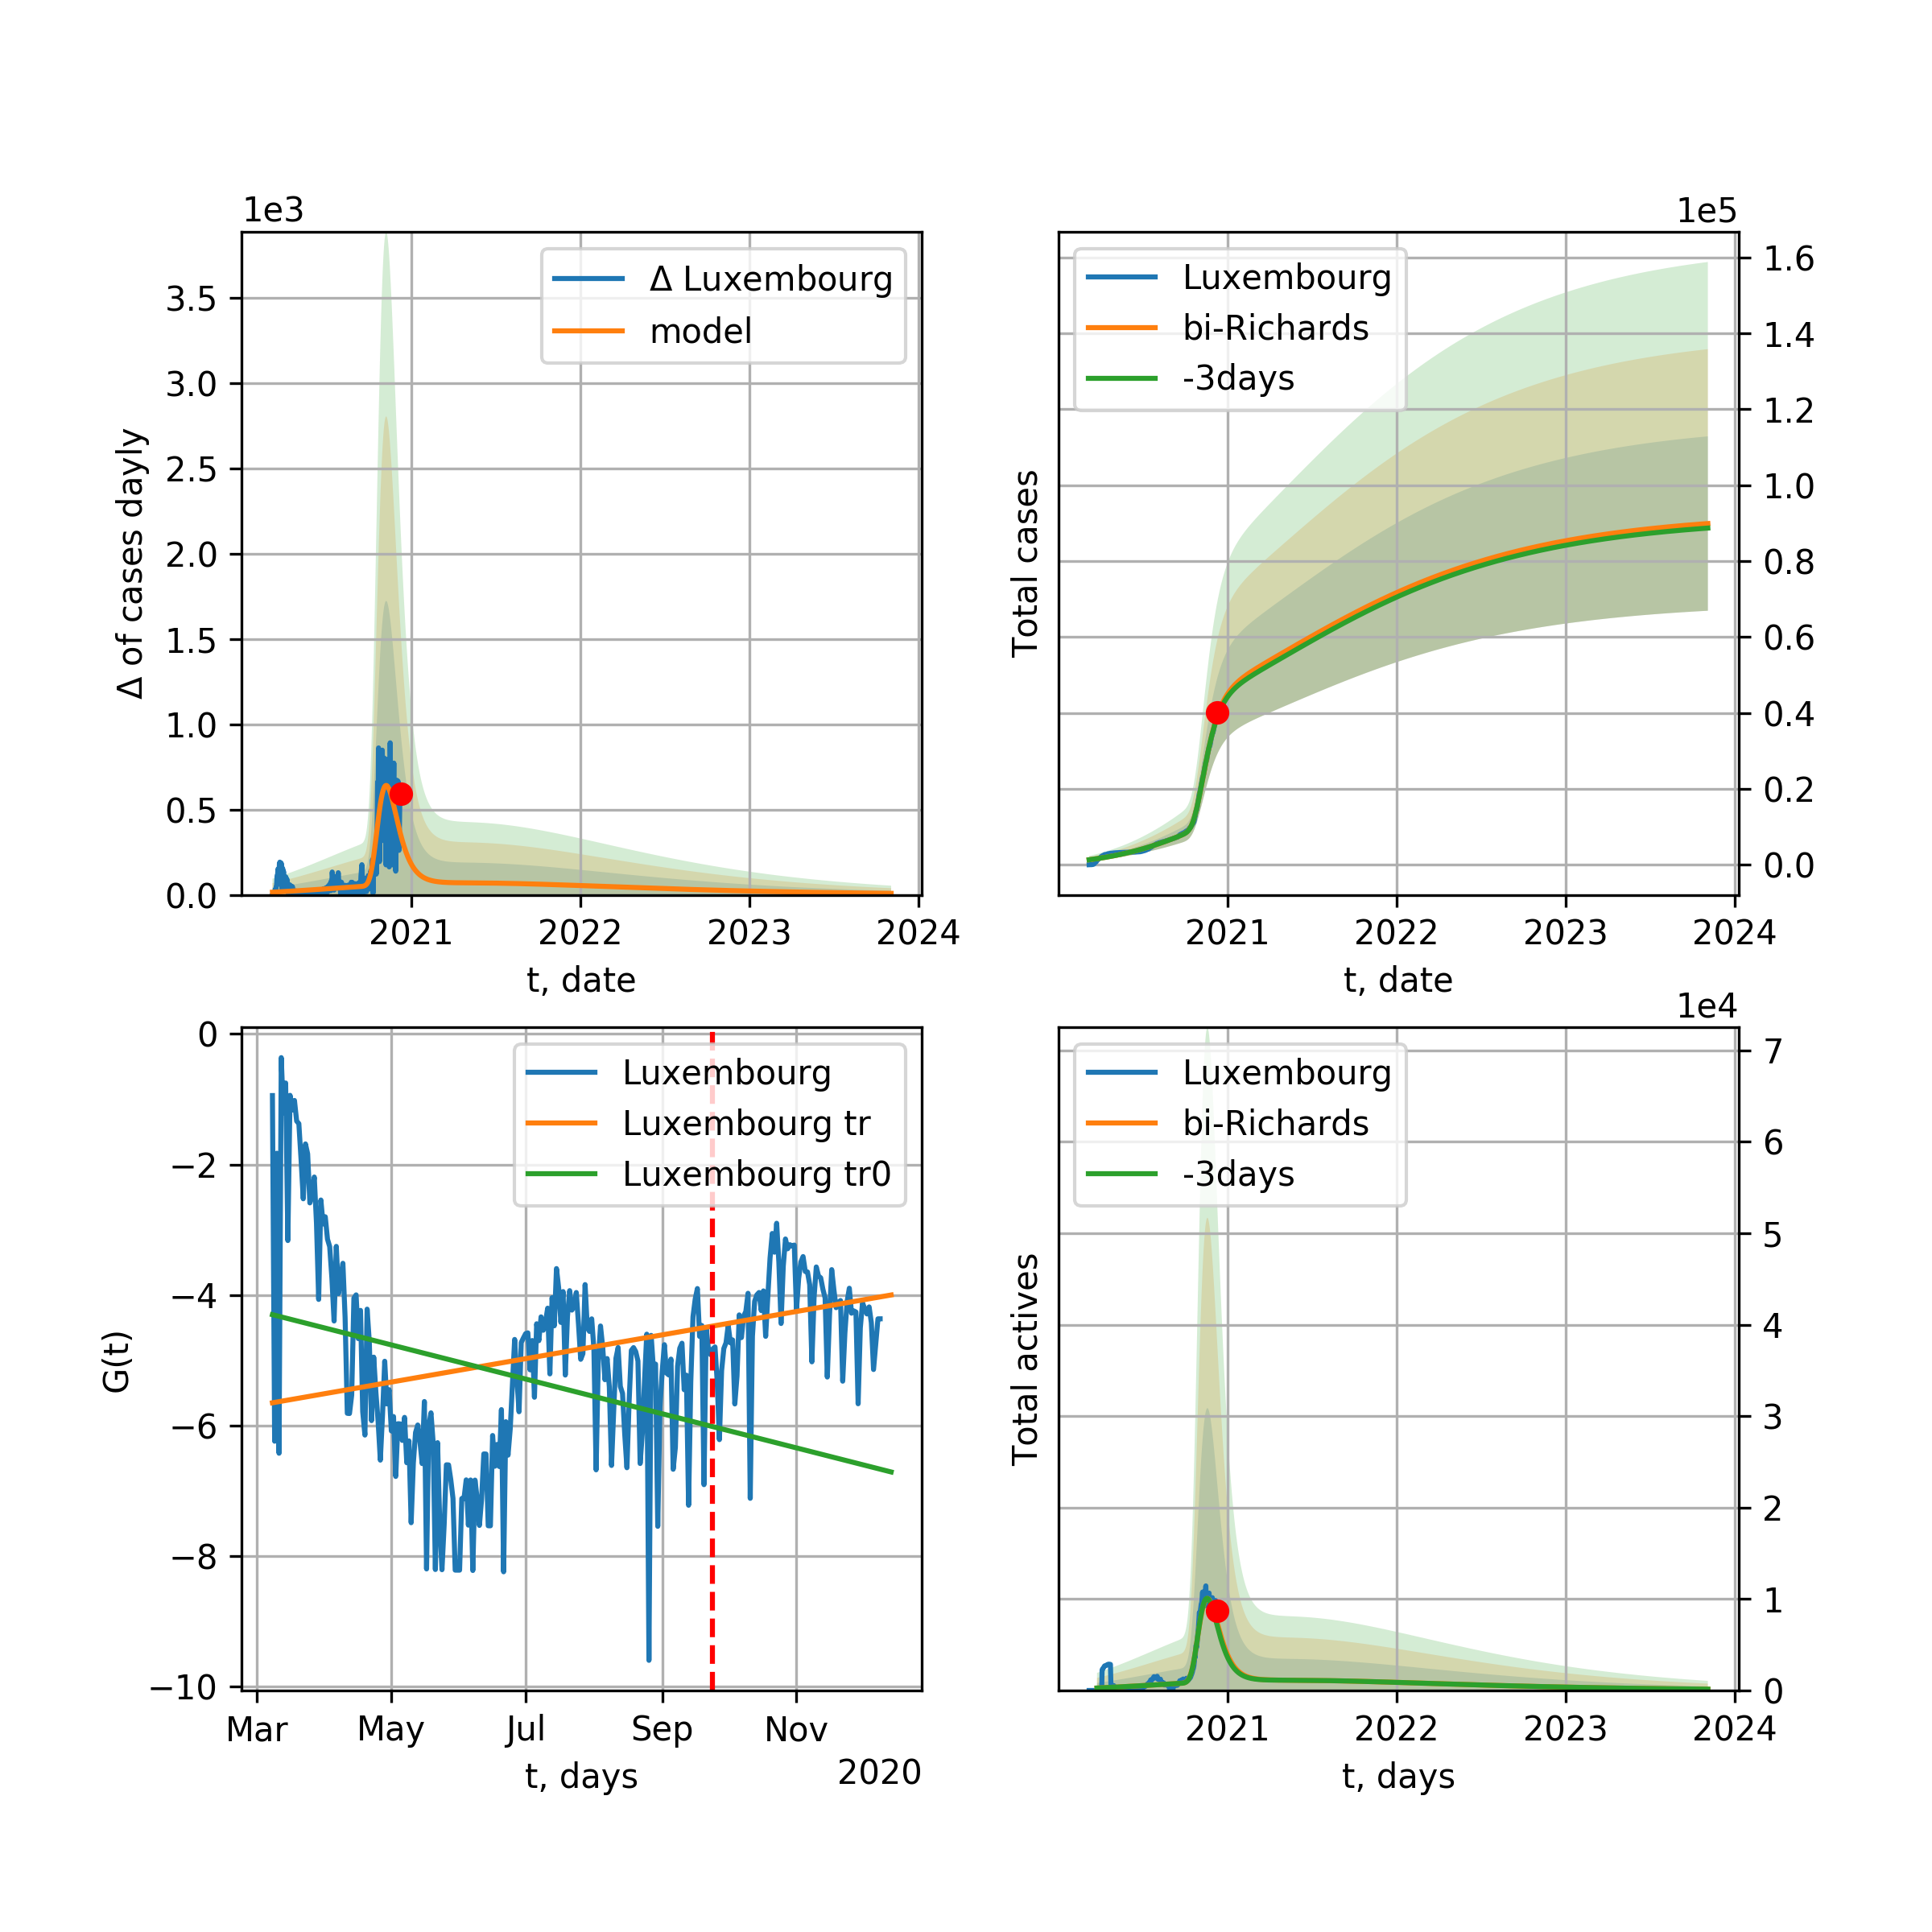 1e3
Δ of cases dayly
3.5
3.0
2.5
2.0
1.5
1.0
0.5
0.0
Δ Luxembourg
model
2021 2022 2023 2024
t, date
1e5
Total cases
Luxembourg
bi-Richards
-3days
1.6
1.4
1.2
1.0
0.8
0.6
0.4
0.2
0.0
2021 2022 2023 2024
t, date
G(t)
0
−2
−4
−6
−8
−10
Luxembourg
Luxembourg tr
Luxembourg tr0
Mar May Jul Sep Nov
2020
t, days
1e4
Total actives
Luxembourg
bi-Richards
-3days
7
6
5
4
3
2
1
0
2021 2022 2023 2024
t, days